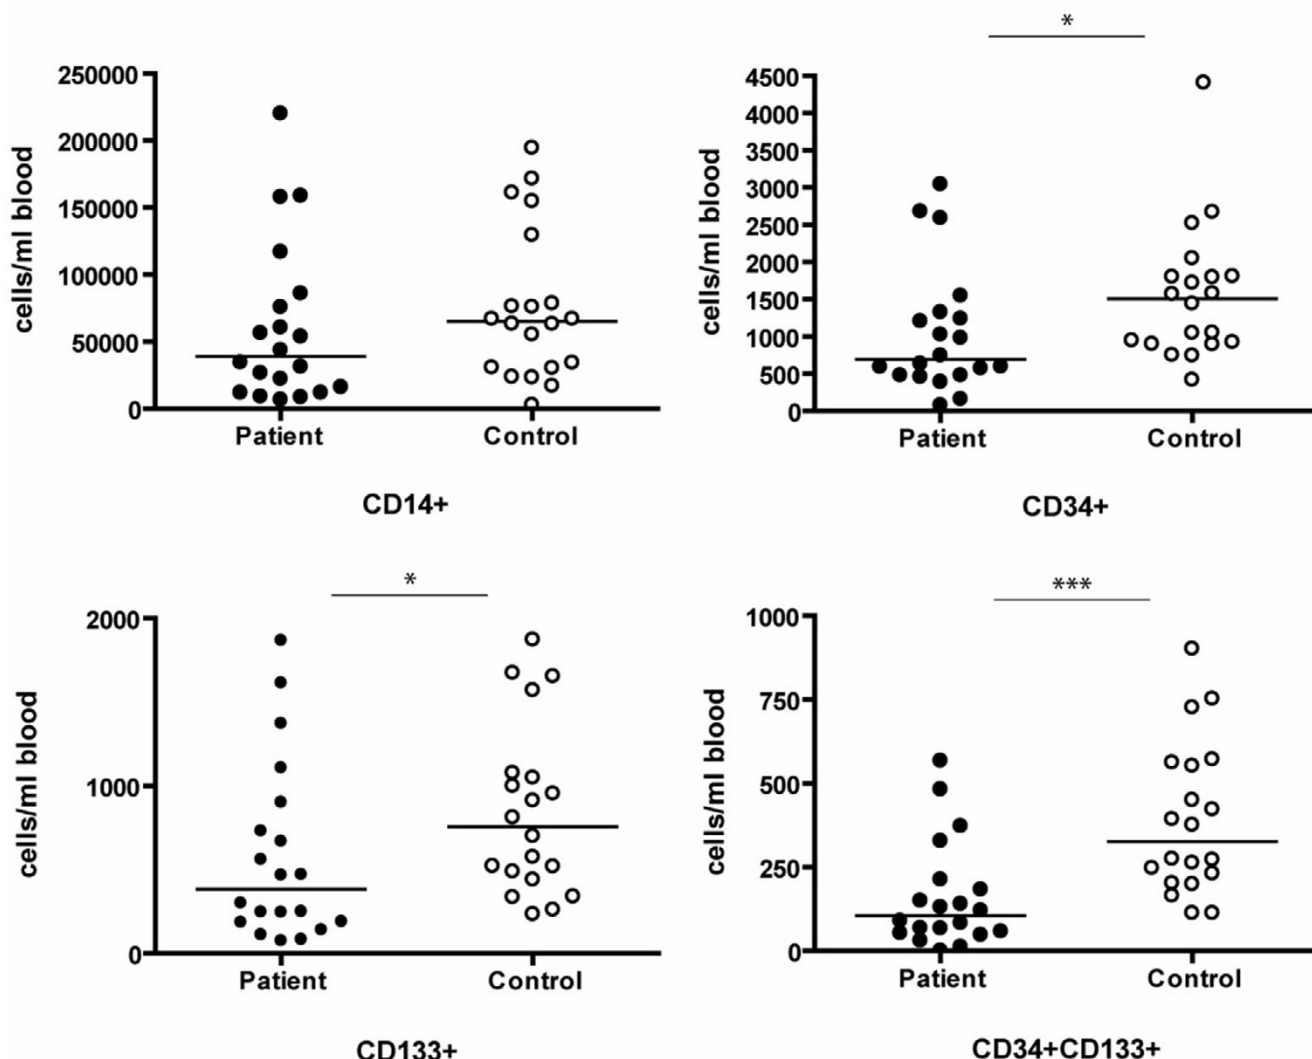 250000
200000
150000
100000
50000
0
cells/ml blood
Patient
Control
CD14+
*
4500
4000
3500
3000
2500
2000
1500
1000
500
0
cells/ml blood
Patient
Control
CD34+
*
2000
1000
0
cells/ml blood
Patient
Control
CD133+
***
1000
750
500
250
0
cells/ml blood
Patient
Control
CD34+CD133+